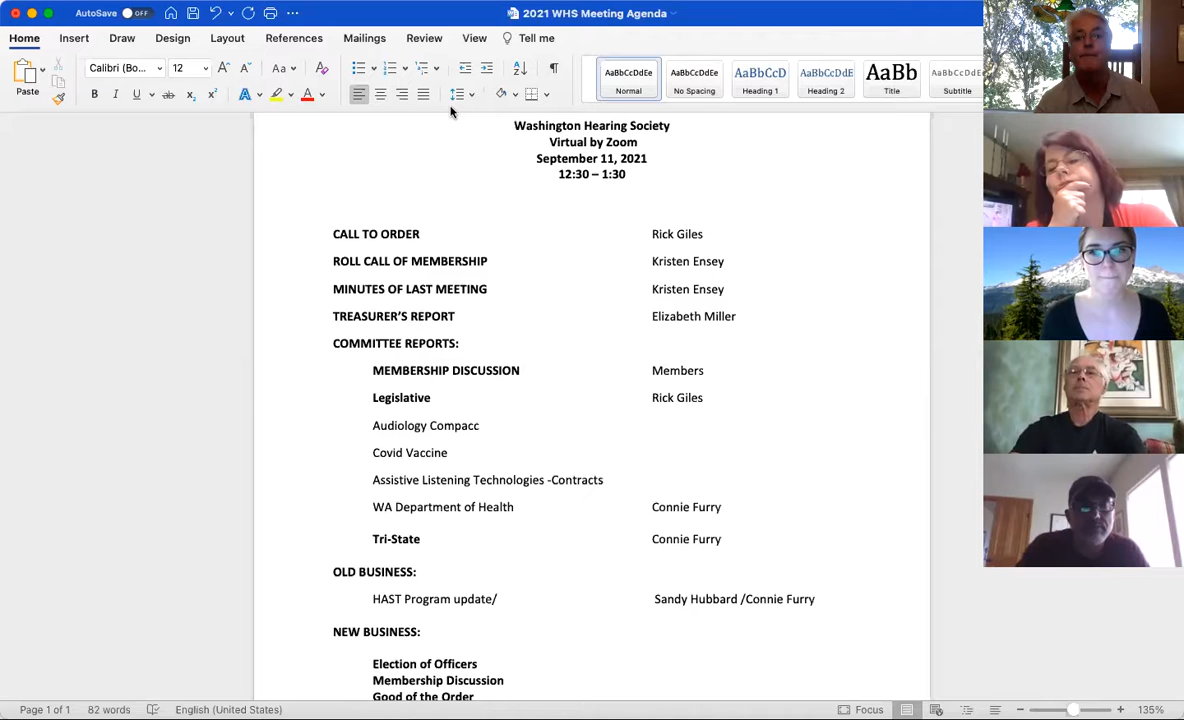 AutoSave OFF 2021 WHS Meeting Agenda
Home Insert Draw Design Layout References Mailings Review View Tell me
Paste
Calibri (Bo... 12 Aa
AaBbCcDdEe AaBbCcDdEe AaBbCcD AaBbCcDdE AaBb AaBbCcDdEe
B I U ab x₂ x² A A
Normal No Spacing Heading 1 Heading 2 Title Subtitle
Washington Hearing Society
Virtual by Zoom
September 11, 2021
12:30 – 1:30
CALL TO ORDER Rick Giles
ROLL CALL OF MEMBERSHIP Kristen Ensey
MINUTES OF LAST MEETING Kristen Ensey
TREASURER'S REPORT Elizabeth Miller
COMMITTEE REPORTS:
MEMBERSHIP DISCUSSION Members
Legislative Rick Giles
Audiology Compacc
Covid Vaccine
Assistive Listening Technologies -Contracts
WA Department of Health Connie Furry
Tri-State Connie Furry
OLD BUSINESS:
HAST Program update/ Sandy Hubbard /Connie Furry
NEW BUSINESS:
Election of Officers
Membership Discussion
Good of the Order
Page 1 of 1 82 words English (United States) Focus 135%